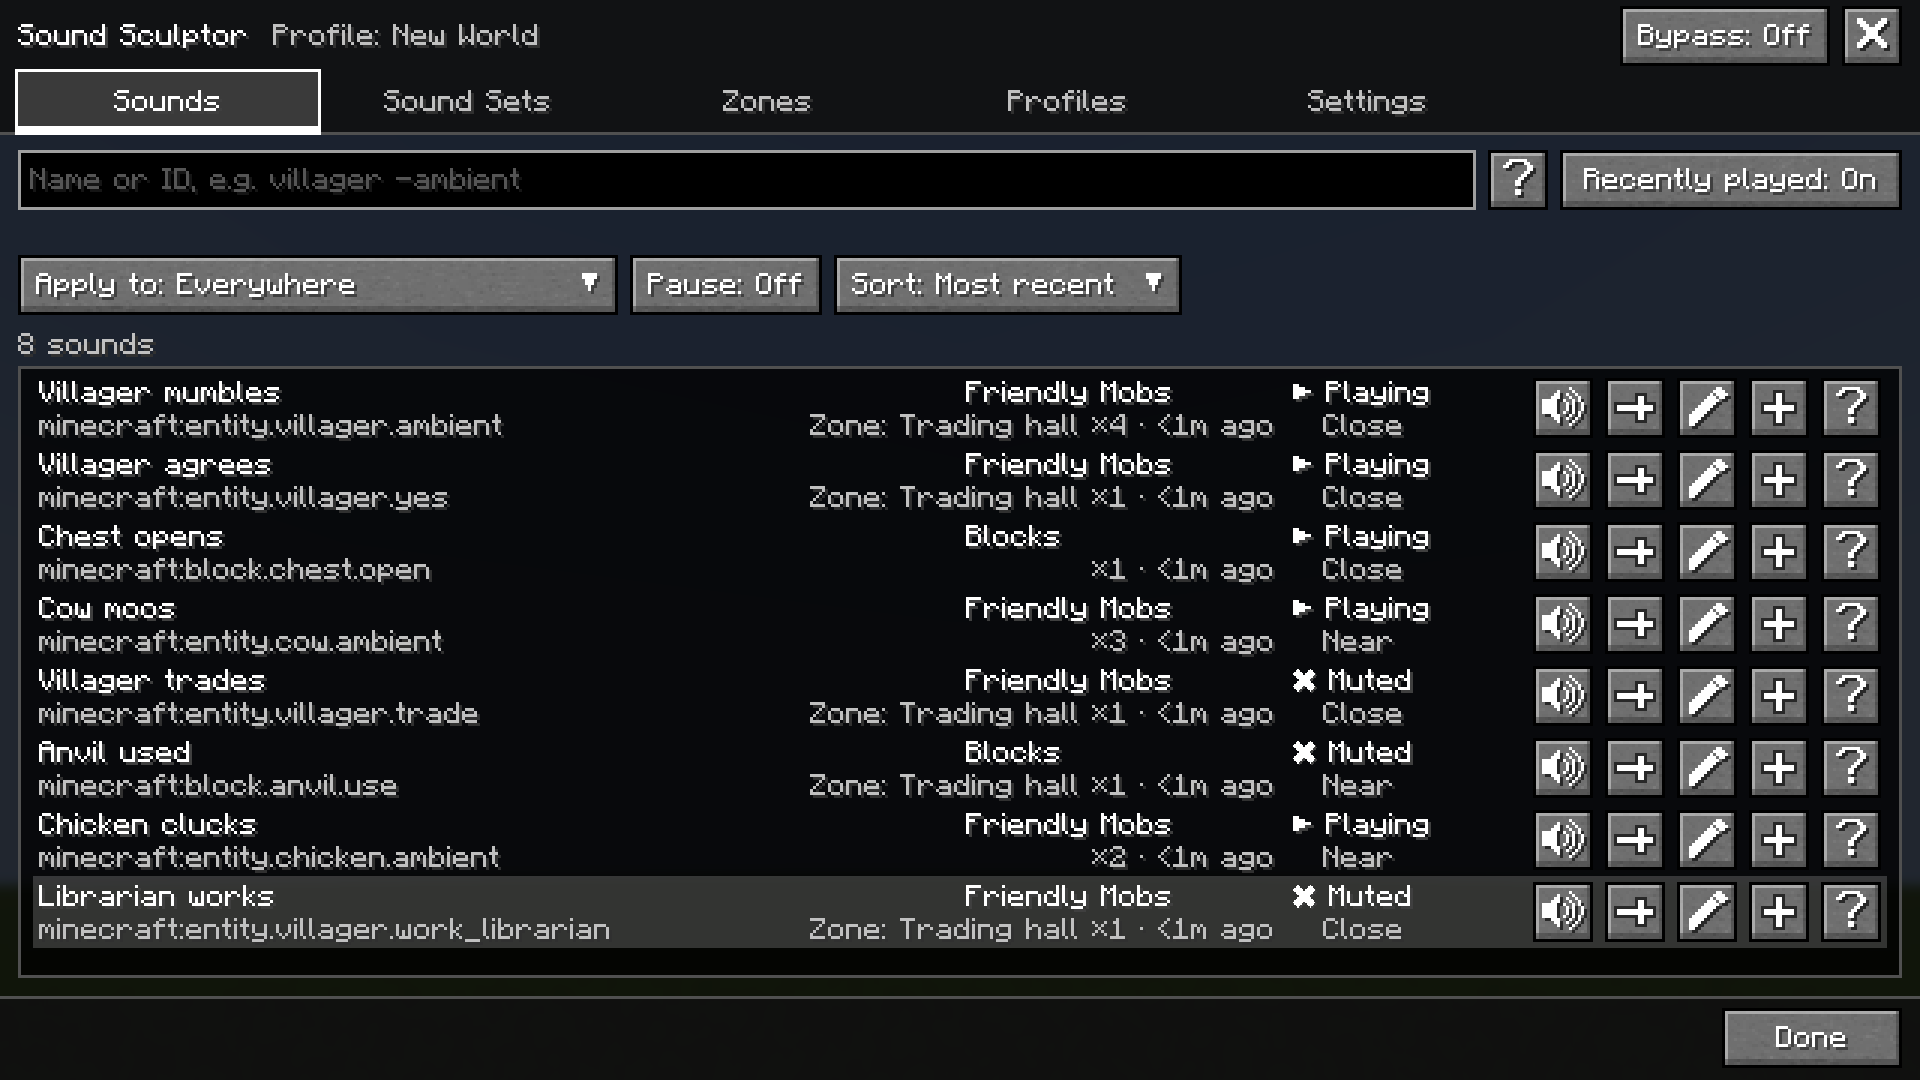 Sound Sculptor Profile: New World Bypass: Off
Sounds Sound Sets Zones Profiles Settings
Name or ID, e.g. villager -ambient ? Recently played: On
Apply to: Everywhere ▼ Pause: Off Sort: Most recent ▼
8 sounds
Villager mumbles Friendly Mobs ▶ Playing
minecraft:entity.villager.ambient Zone: Trading hall ×4 · <1m ago Close ?
Villager agrees Friendly Mobs ▶ Playing
minecraft:entity.villager.yes Zone: Trading hall ×1 · <1m ago Close ?
Chest opens Blocks ▶ Playing
minecraft:block.chest.open ×1 · <1m ago Close ?
Cow moos Friendly Mobs ▶ Playing
minecraft:entity.cow.ambient ×3 · <1m ago Near ?
Villager trades Friendly Mobs ✖ Muted
minecraft:entity.villager.trade Zone: Trading hall ×1 · <1m ago Close ?
Anvil used Blocks ✖ Muted
minecraft:block.anvil.use Zone: Trading hall ×1 · <1m ago Near ?
Chicken clucks Friendly Mobs ▶ Playing
minecraft:entity.chicken.ambient ×2 · <1m ago Near ?
Librarian works Friendly Mobs ✖ Muted
minecraft:entity.villager.work_librarian Zone: Trading hall ×1 · <1m ago Close ?
Done